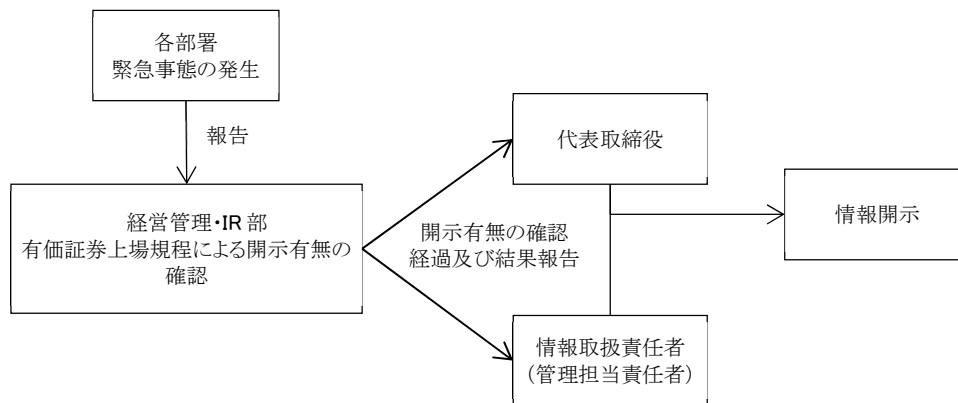 各部署
緊急事態の発生
報告
経営管理・IR 部
有価証券上場規程による開示有無の
確認
開示有無の確認
経過及び結果報告
代表取締役
情報取扱責任者
（管理担当責任者）
情報開示